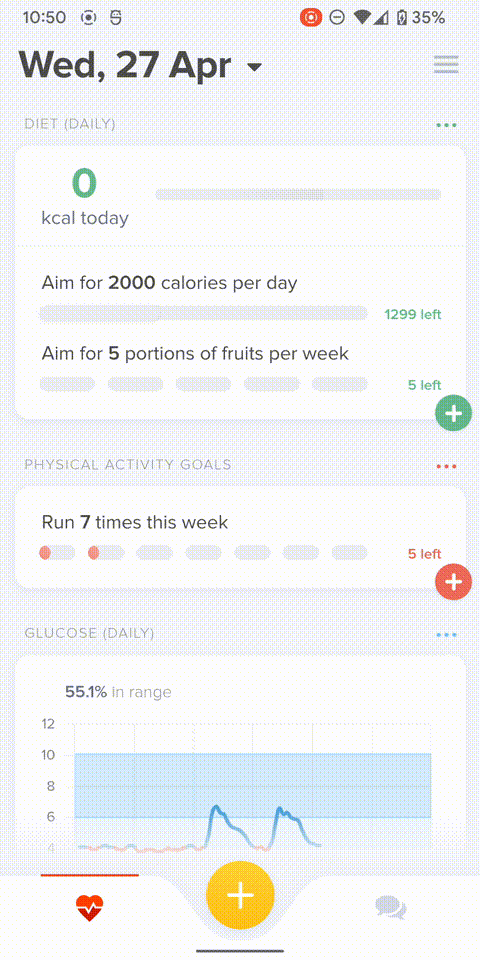 10:50
35%
Wed, 27 Apr
DIET (DAILY)
0
kcal today
Aim for 2000 calories per day
1299 left
Aim for 5 portions of fruits per week
5 left
PHYSICAL ACTIVITY GOALS
Run 7 times this week
5 left
GLUCOSE (DAILY)
55.1% in range
12
10
8
6
4